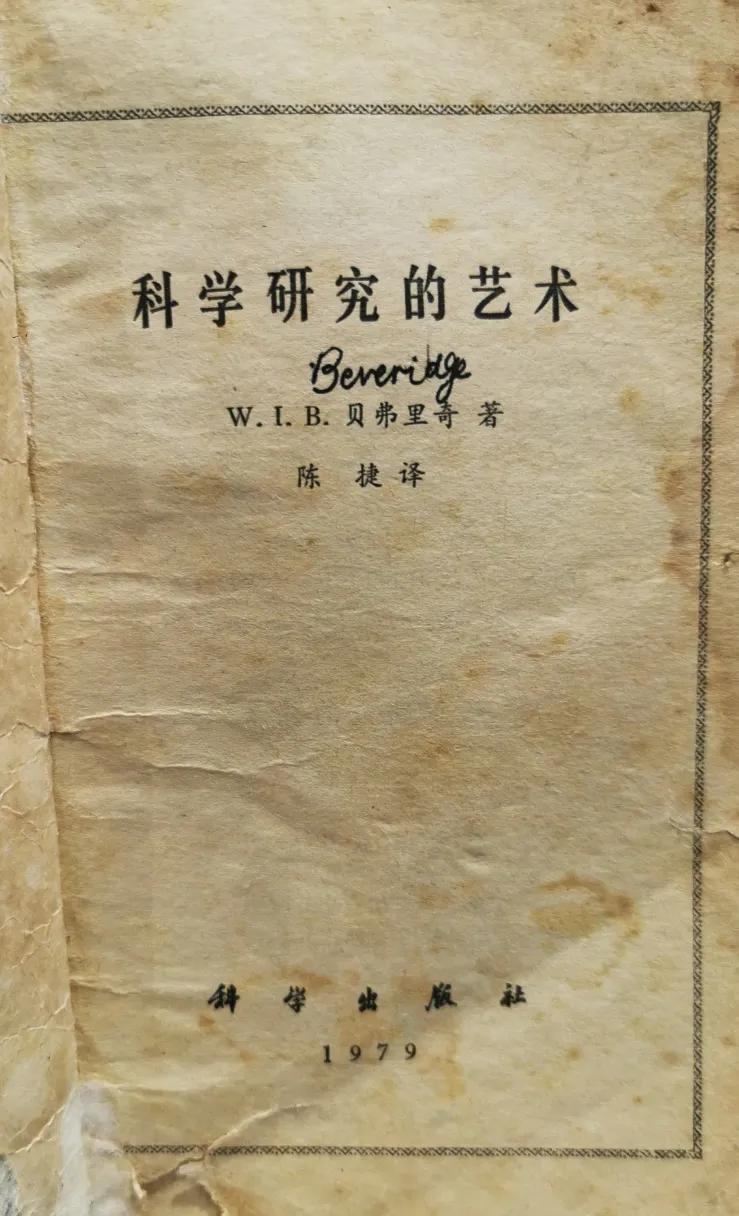 科学研究的艺术
Beveridge
W. I. B. 贝弗里奇 著
陈 捷 译
科学出版社
1979